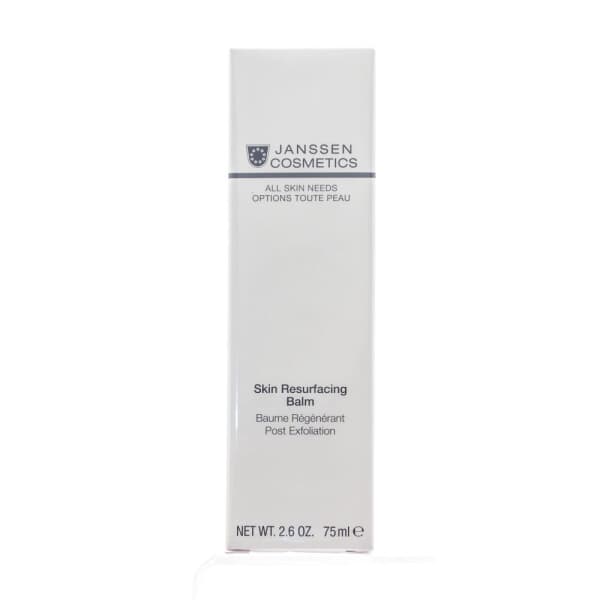 JANSSEN
COSMETICS
ALL SKIN NEEDS
OPTIONS TOUTE PEAU
Skin Resurfacing
Balm
Baume Régénérant
Post Exfoliation
NET WT. 2.6 OZ. 75ml ℮